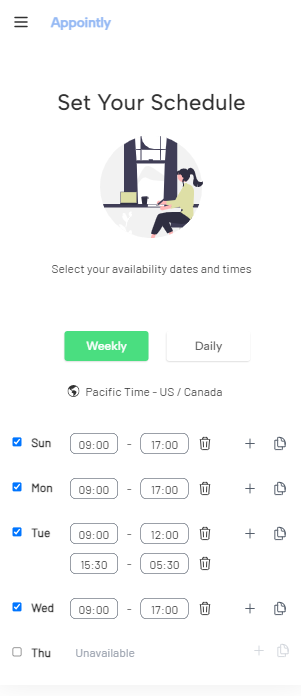 Appointly
Set Your Schedule
Select your availability dates and times
Weekly Daily
Pacific Time - US / Canada
Sun 09:00 - 17:00
Mon 09:00 - 17:00
Tue 09:00 - 12:00
15:30 - 05:30
Wed 09:00 - 17:00
Thu Unavailable